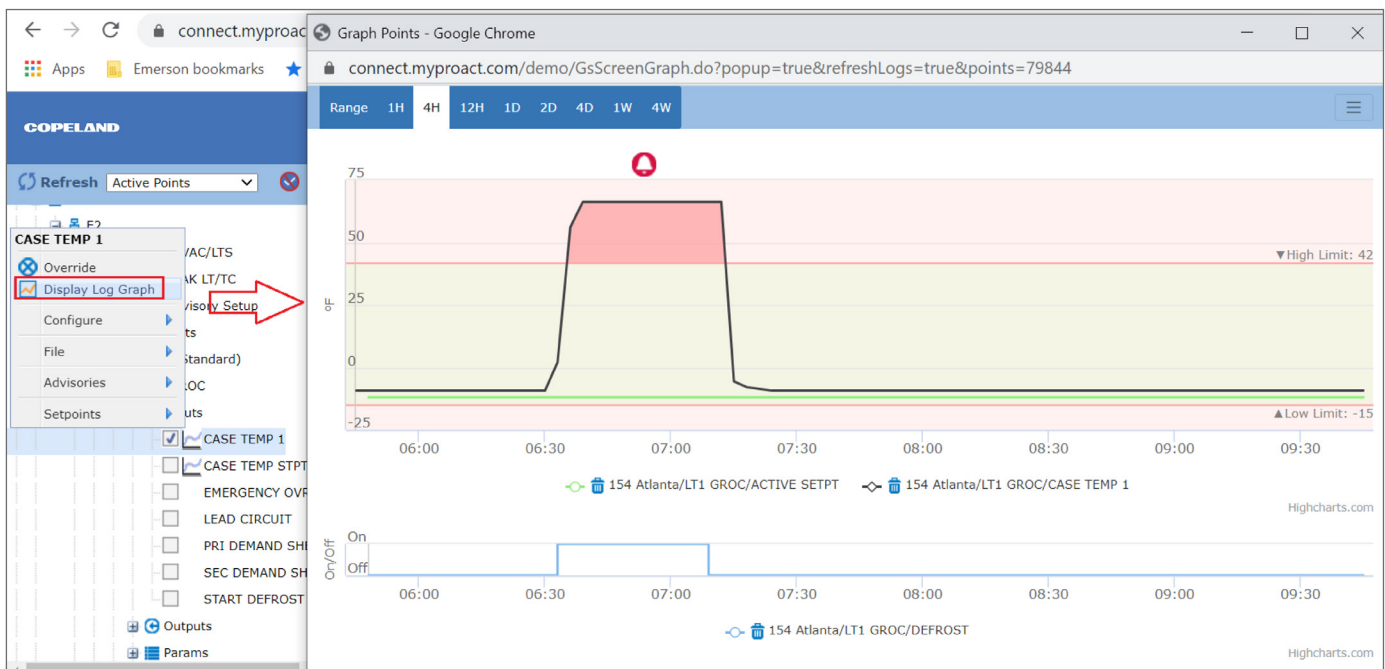 connect.myproac
Graph Points - Google Chrome
Apps
Emerson bookmarks
connect.myproact.com/demo/GsScreenGraph.do?popup=true&refreshLogs=true&points=79844
Range 1H 4H 12H 1D 2D 4D 1W 4W
COPELAND
Refresh
Active Points
E2
CASE TEMP 1
Override
Display Log Graph
Configure
File
Advisories
Setpoints
/AC/LTS
AK LT/TC
visory Setup
ts
Standard)
OC
uts
CASE TEMP 1
CASE TEMP STPT
EMERGENCY OVR
LEAD CIRCUIT
PRI DEMAND SHE
SEC DEMAND SH
START DEFROST
Outputs
Params
75
50
25
0
-25
°F
▼High Limit: 42
▲Low Limit: -15
06:00 06:30 07:00 07:30 08:00 08:30 09:00 09:30
154 Atlanta/LT1 GROC/ACTIVE SETPT 154 Atlanta/LT1 GROC/CASE TEMP 1
Highcharts.com
On
Off
On/Off
06:00 06:30 07:00 07:30 08:00 08:30 09:00 09:30
154 Atlanta/LT1 GROC/DEFROST
Highcharts.com